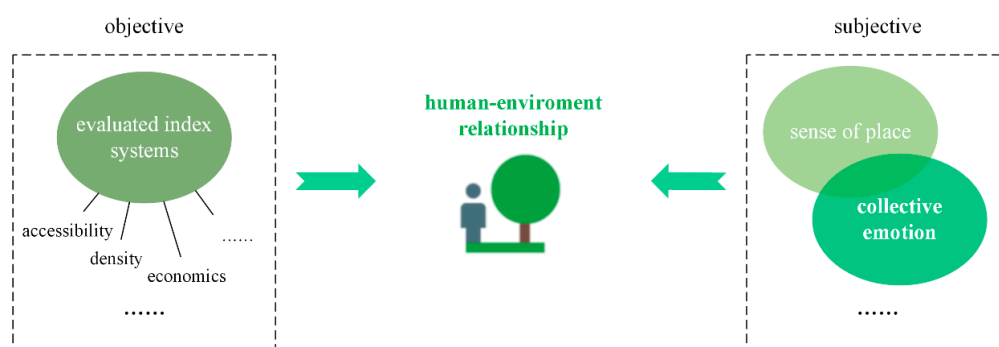 objective
evaluated index
systems
accessibility
density
economics
……
……
human-enviroment
relationship
subjective
sense of place
collective
emotion
……